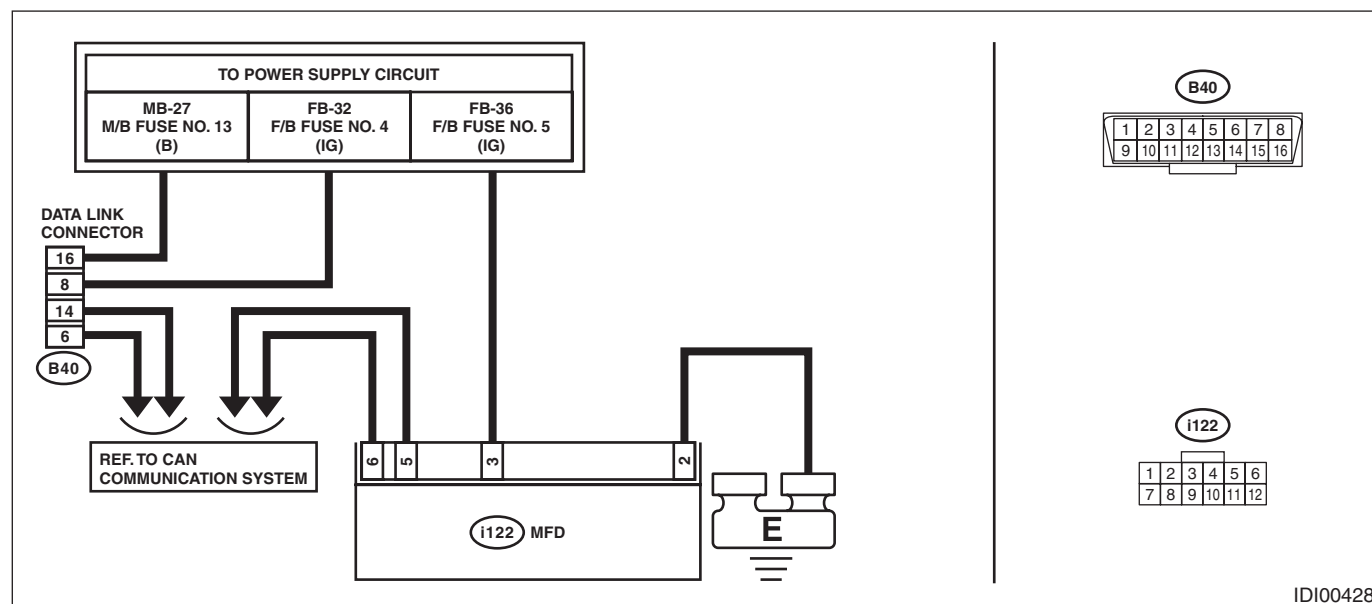 TO POWER SUPPLY CIRCUIT
MB-27
M/B FUSE NO. 13
(B)
FB-32
F/B FUSE NO. 4
(IG)
FB-36
F/B FUSE NO. 5
(IG)
DATA LINK
CONNECTOR
16
8
14
6
B40
REF. TO CAN
COMMUNICATION SYSTEM
6
5
3
2
i122 MFD
E
B40
1 2 3 4 5 6 7 8
9 10 11 12 13 14 15 16
i122
1 2 3 4 5 6
7 8 9 10 11 12
IDI00428